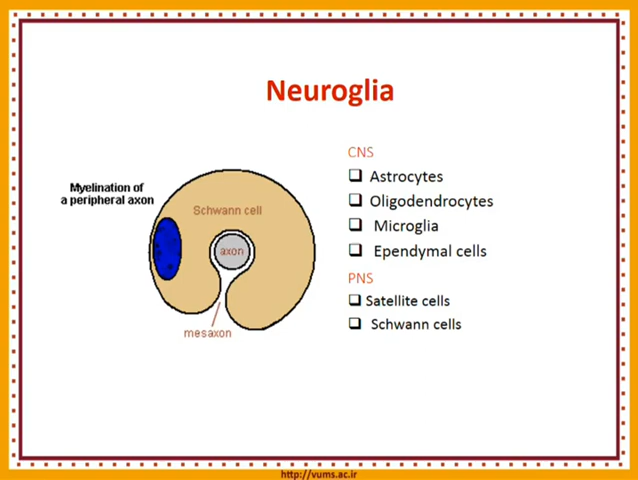 Neuroglia
Myelination of
a peripheral axon
Schwann cell
axon
mesaxon
CNS
Astrocytes
Oligodendrocytes
Microglia
Ependymal cells
PNS
Satellite cells
Schwann cells
http://vums.ac.ir